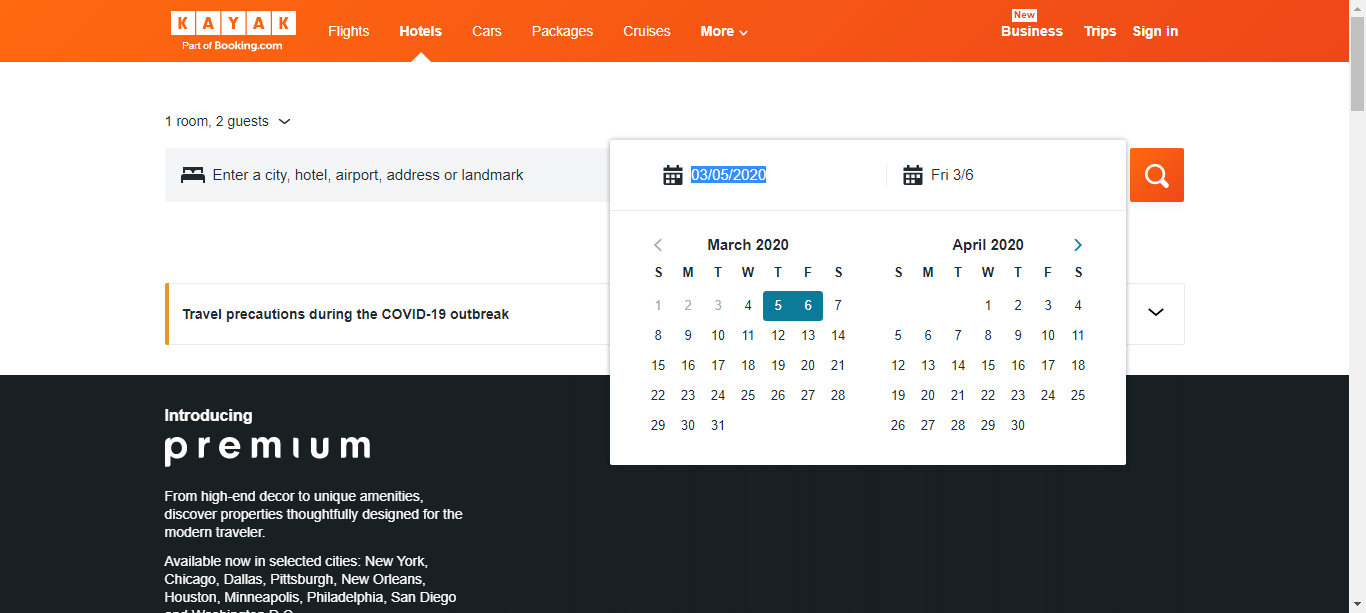 KAYAK
Part of Booking.com
Flights
Hotels
Cars
Packages
Cruises
More
New
Business
Trips
Sign in
1 room, 2 guests
Enter a city, hotel, airport, address or landmark
03/05/2020
Fri 3/6
March 2020
S M T W T F S
1 2 3 4 5 6 7
8 9 10 11 12 13 14
15 16 17 18 19 20 21
22 23 24 25 26 27 28
29 30 31
April 2020
S M T W T F S
1 2 3 4
5 6 7 8 9 10 11
12 13 14 15 16 17 18
19 20 21 22 23 24 25
26 27 28 29 30
Travel precautions during the COVID-19 outbreak
Introducing
premium
From high-end decor to unique amenities,
discover properties thoughtfully designed for the
modern traveler.
Available now in selected cities: New York,
Chicago, Dallas, Pittsburgh, New Orleans,
Houston, Minneapolis, Philadelphia, San Diego
and Washington D.C.